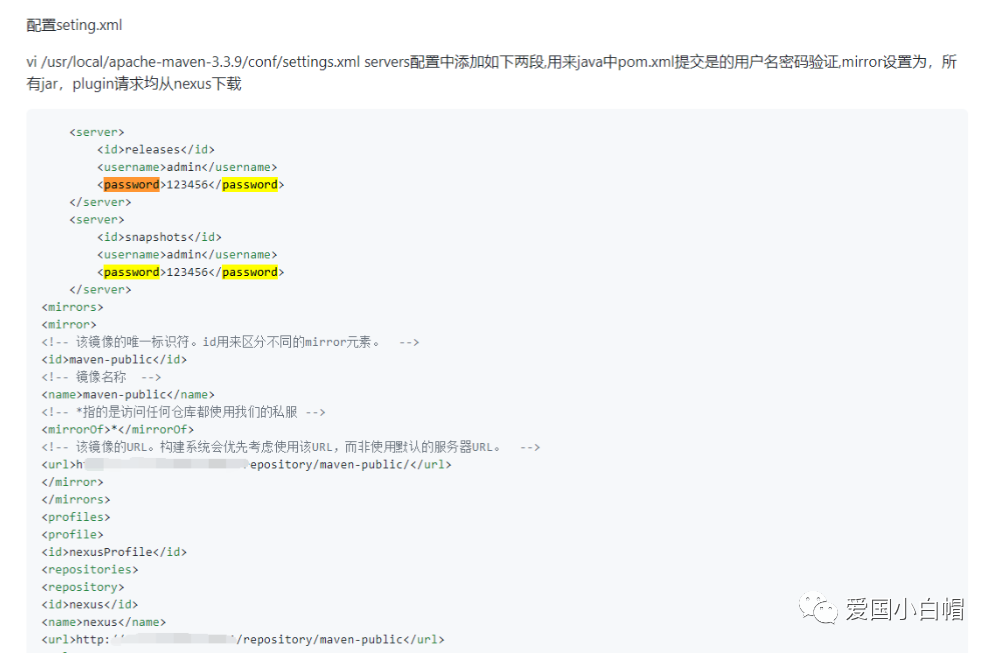 配置seting.xml
vi /usr/local/apache-maven-3.3.9/conf/settings.xml servers配置中添加如下两段,用来java中pom.xml提交是的用户名密码验证,mirror设置为，所
有jar，plugin请求均从nexus下载
<server>
<id>releases</id>
<username>admin</username>
<password>123456</password>
</server>
<server>
<id>snapshots</id>
<username>admin</username>
<password>123456</password>
</server>
<mirrors>
<mirror>
<!-- 该镜像的唯一标识符。id用来区分不同的mirror元素。 -->
<id>maven-public</id>
<!-- 镜像名称 -->
<name>maven-public</name>
<!-- *指的是访问任何仓库都使用我们的私服 -->
<mirrorOf>*</mirrorOf>
<!-- 该镜像的URL。构建系统会优先考虑使用该URL，而非使用默认的服务器URL。 -->
<url>h epository/maven-public/</url>
</mirror>
</mirrors>
<profiles>
<profile>
<id>nexusProfile</id>
<repositories>
<repository>
<id>nexus</id>
<name>nexus</name>
<url>http:/ /repository/maven-public</url>
爱国小白帽